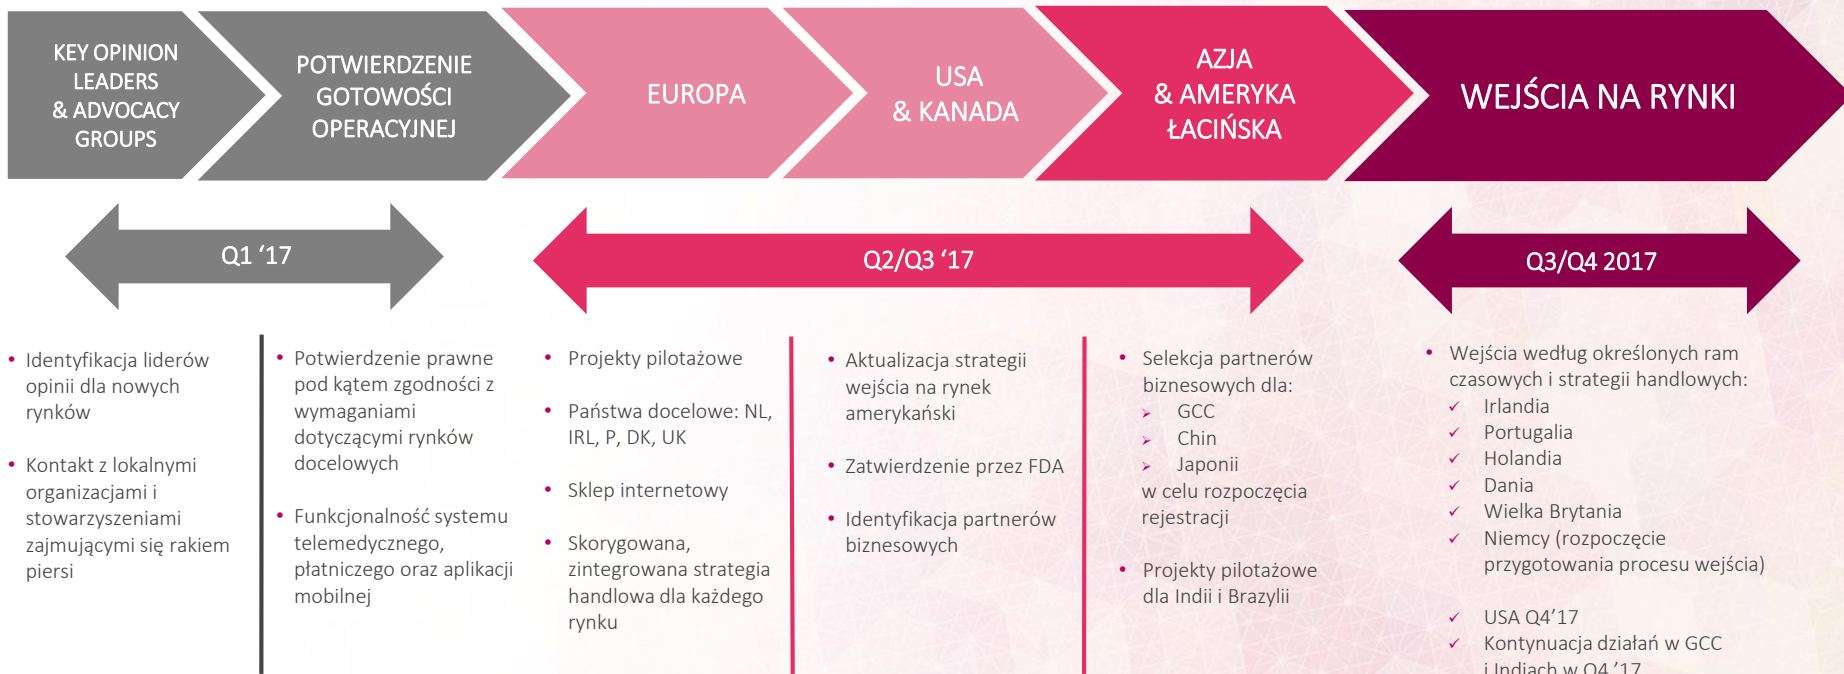 KEY OPINION
LEADERS
& ADVOCACY
GROUPS
POTWIERDZENIE
GOTOWOŚCI
OPERACYJNEJ
EUROPA
USA
& KANADA
AZJA
& AMERYKA
ŁACIŃSKA
WEJŚCIA NA RYNKI
Q1 ‘17
Q2/Q3 ‘17
Q3/Q4 2017
• Identyfikacja liderów
opinii dla nowych
rynków
• Kontakt z lokalnymi
organizacjami i
stowarzyszeniami
zajmującymi się rakiem
piersi
• Potwierdzenie prawne
pod kątem zgodności z
wymaganiami
dotyczącymi rynków
docelowych
• Funkcjonalność systemu
telemedycznego,
płatniczego oraz aplikacji
mobilnej
• Projekty pilotażowe
• Państwa docelowe: NL,
IRL, P, DK, UK
• Sklep internetowy
• Skorygowana,
zintegrowana strategia
handlowa dla każdego
rynku
• Aktualizacja strategii
wejścia na rynek
amerykański
• Zatwierdzenie przez FDA
• Identyfikacja partnerów
biznesowych
• Selekcja partnerów
biznesowych dla:
➢ GCC
➢ Chin
➢ Japonii
w celu rozpoczęcia
rejestracji
• Projekty pilotażowe
dla Indii i Brazylii
• Wejścia według określonych ram
czasowych i strategii handlowych:
✓ Irlandia
✓ Portugalia
✓ Holandia
✓ Dania
✓ Wielka Brytania
✓ Niemcy (rozpoczęcie
przygotowania procesu wejścia)
✓ USA Q4’17
✓ Kontynuacja działań w GCC
i Indiach w Q4 ’17